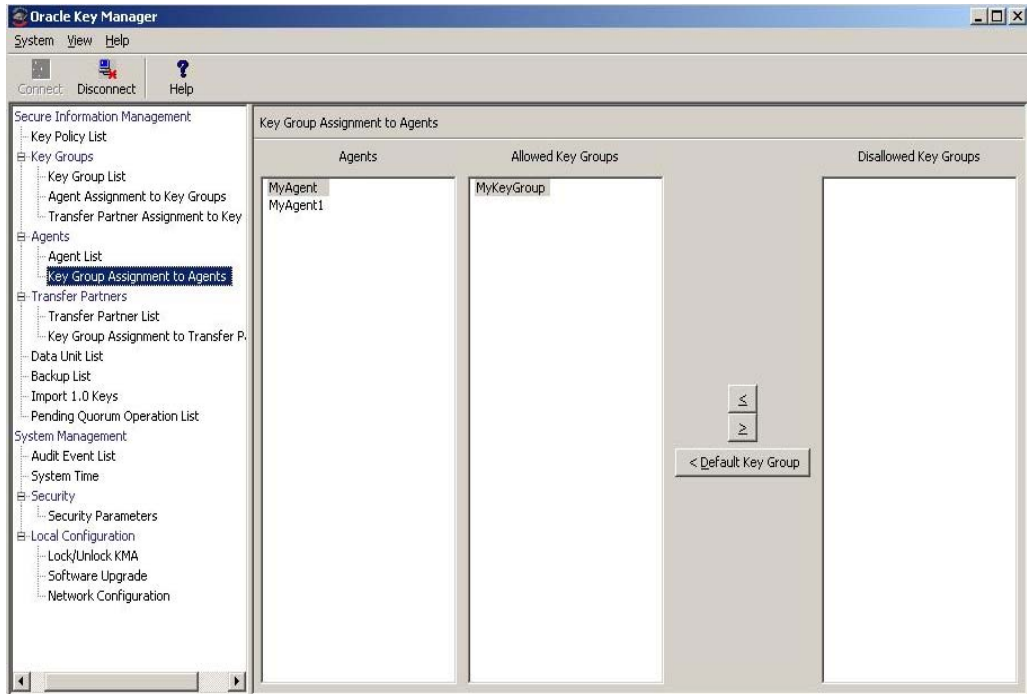 Oracle Key Manager
System View Help
Connect Disconnect Help
Secure Information Management
Key Policy List
Key Groups
Key Group List
Agent Assignment to Key Groups
Transfer Partner Assignment to Key
Agents
Agent List
Key Group Assignment to Agents
Transfer Partners
Transfer Partner List
Key Group Assignment to Transfer P
Data Unit List
Backup List
Import 1.0 Keys
Pending Quorum Operation List
System Management
Audit Event List
System Time
Security
Security Parameters
Local Configuration
Lock/Unlock KMA
Software Upgrade
Network Configuration
Key Group Assignment to Agents
Agents
MyAgent
MyAgent1
Allowed Key Groups
MyKeyGroup
<
>
< Default Key Group
Disallowed Key Groups